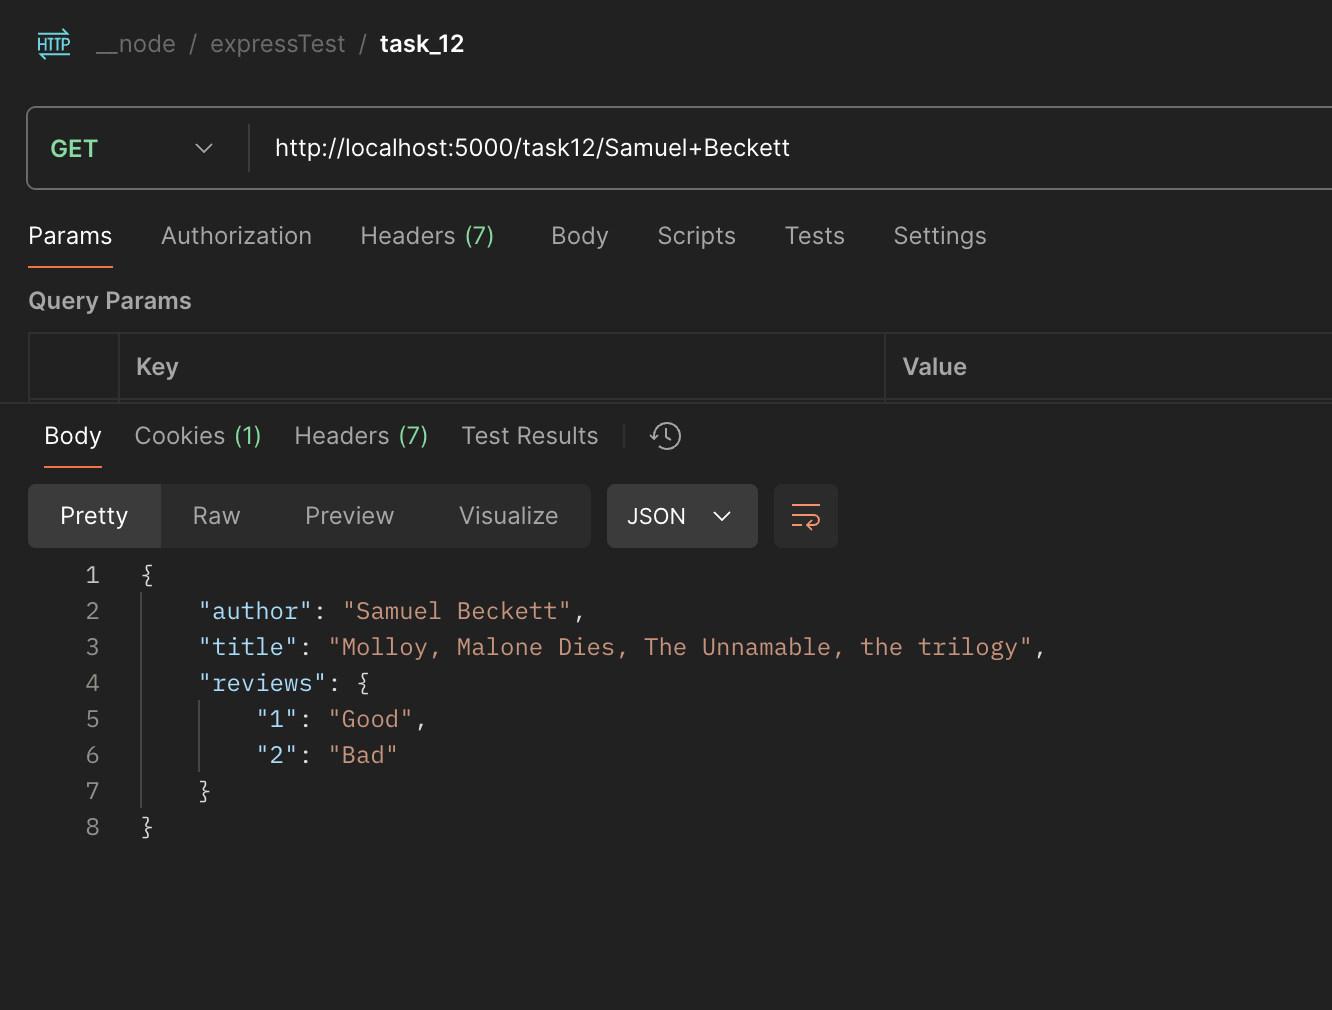 HTTP __node / expressTest / task_12
GET http://localhost:5000/task12/Samuel+Beckett
Params Authorization Headers (7) Body Scripts Tests Settings
Query Params
Key Value
Body Cookies (1) Headers (7) Test Results
Pretty Raw Preview Visualize JSON
1 {
2 "author": "Samuel Beckett",
3 "title": "Molloy, Malone Dies, The Unnamable, the trilogy",
4 "reviews": {
5 "1": "Good",
6 "2": "Bad"
7 }
8 }